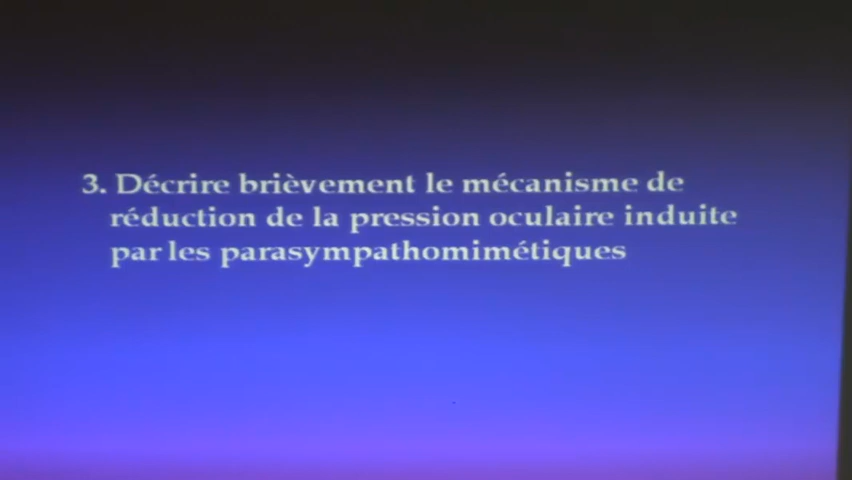 3. Décrire brièvement le mécanisme de
réduction de la pression oculaire induite
par les parasympathomimétiques